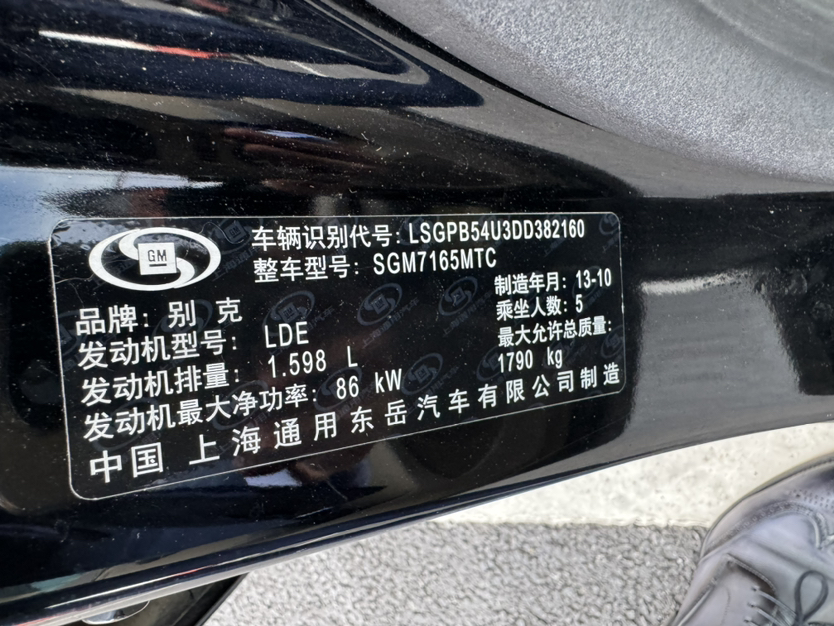 GM
车辆识别代号: LSGPB54U3DD382160
整车型号: SGM7165MTC
品牌: 别 克
制造年月: 13-10
发动机型号: LDE
乘坐人数: 5
发动机排量: 1.598 L
最大允许总质量:
1790 kg
发动机最大净功率: 86 kW
中国 上海通用东岳汽车有限公司制造